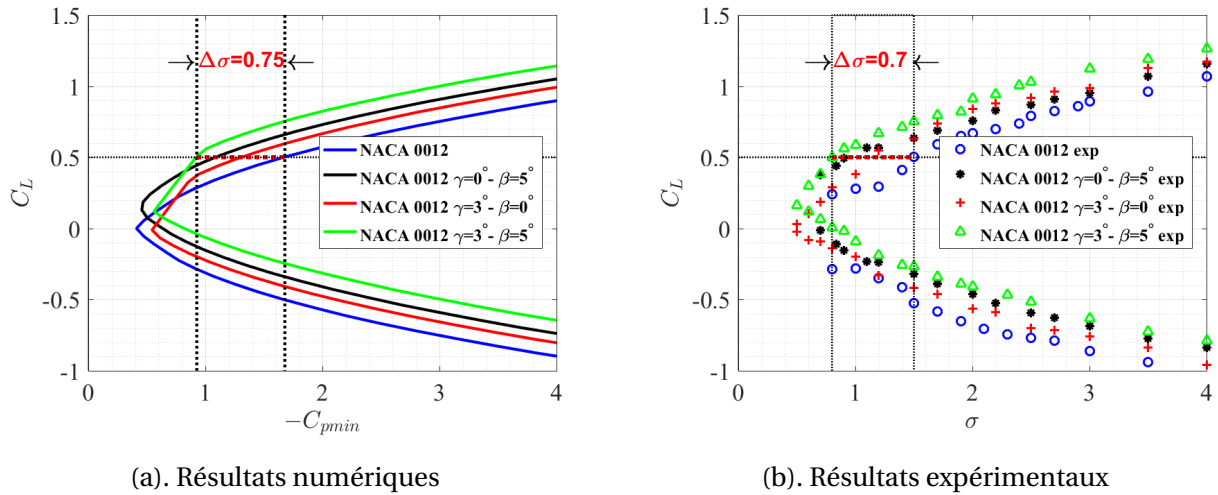 1.5
1
0.5
0
-0.5
-1
C_L
Δσ=0.75
NACA 0012
NACA 0012 γ=0°- β=5°
NACA 0012 γ=3°- β=0°
NACA 0012 γ=3°- β=5°
0
1
2
3
4
−C_{pmin}
(a). Résultats numériques
1.5
1
0.5
0
-0.5
-1
C_L
Δσ=0.7
NACA 0012 exp
NACA 0012 γ=0°- β=5° exp
NACA 0012 γ=3°- β=0° exp
NACA 0012 γ=3°- β=5° exp
0
1
2
3
4
σ
(b). Résultats expérimentaux